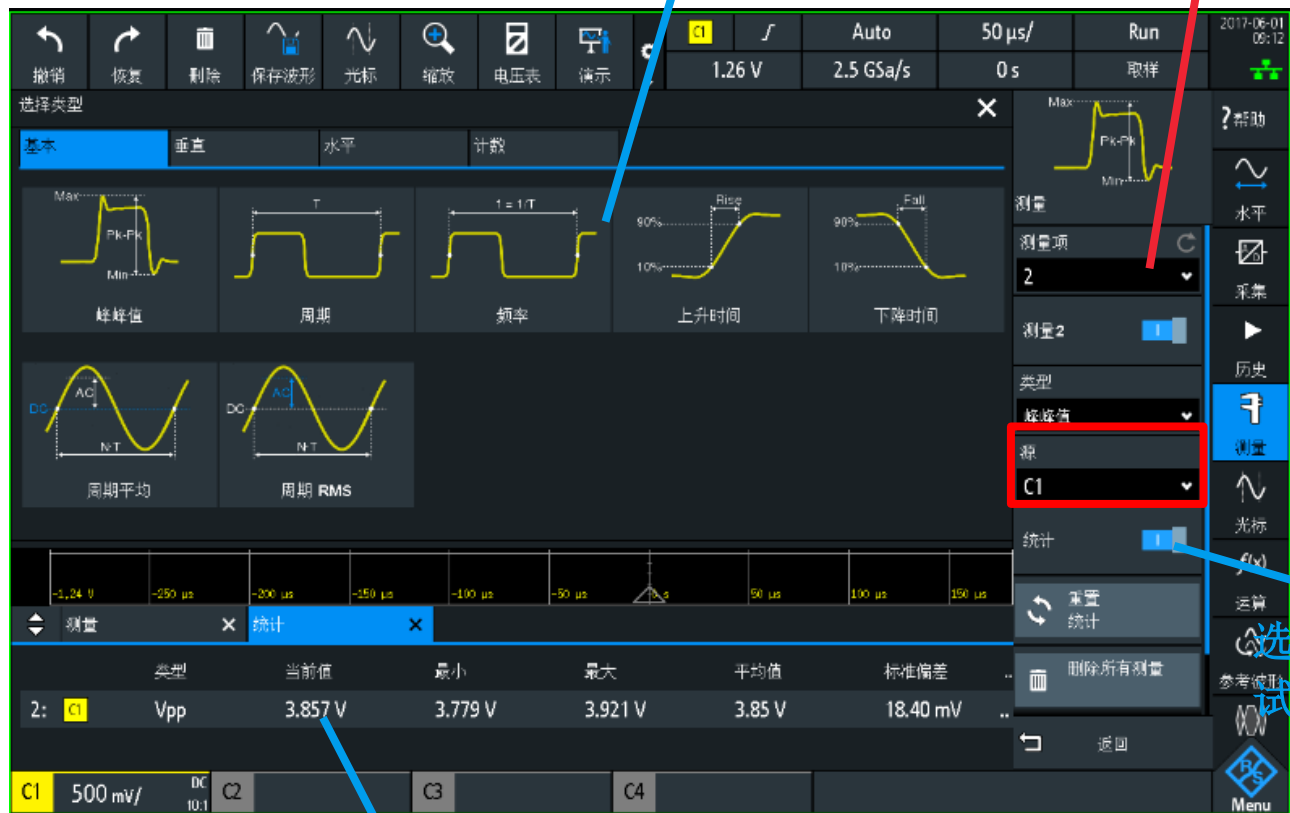 C1 Auto 50 µs/ Run 2017-06-01
09:12
撤销 恢复 删除 保存波形 光标 缩放 电压表 演示 1.26 V 2.5 GSa/s 0 s 取样
选择类型
基本 垂直 水平 计数
Max Pk-Pk Min
T
f = 1/T
90% 10% Rise
90% 10% Fall
峰峰值 周期 频率 上升时间 下降时间
DC AC N·T
DC AC N·T
周期平均 周期 RMS
Max Pk-Pk Min
测量
测量项
2
测量2
类型
峰峰值
源
C1
统计
重置
统计
删除所有测量
返回
?帮助
水平
采集
历史
测量
光标
f(x)
运算
参考波形
选
试
R&S
Menu
-1,24 V -250 µs -200 µs -150 µs -100 µs -50 µs 0 s 50 µs 100 µs 150 µs
测量 统计
类型 当前值 最小 最大 平均值 标准偏差 ..
2: C1 Vpp 3.857 V 3.779 V 3.921 V 3.85 V 18.40 mV ..
C1 500 mV/ DC
10:1
C2 C3 C4